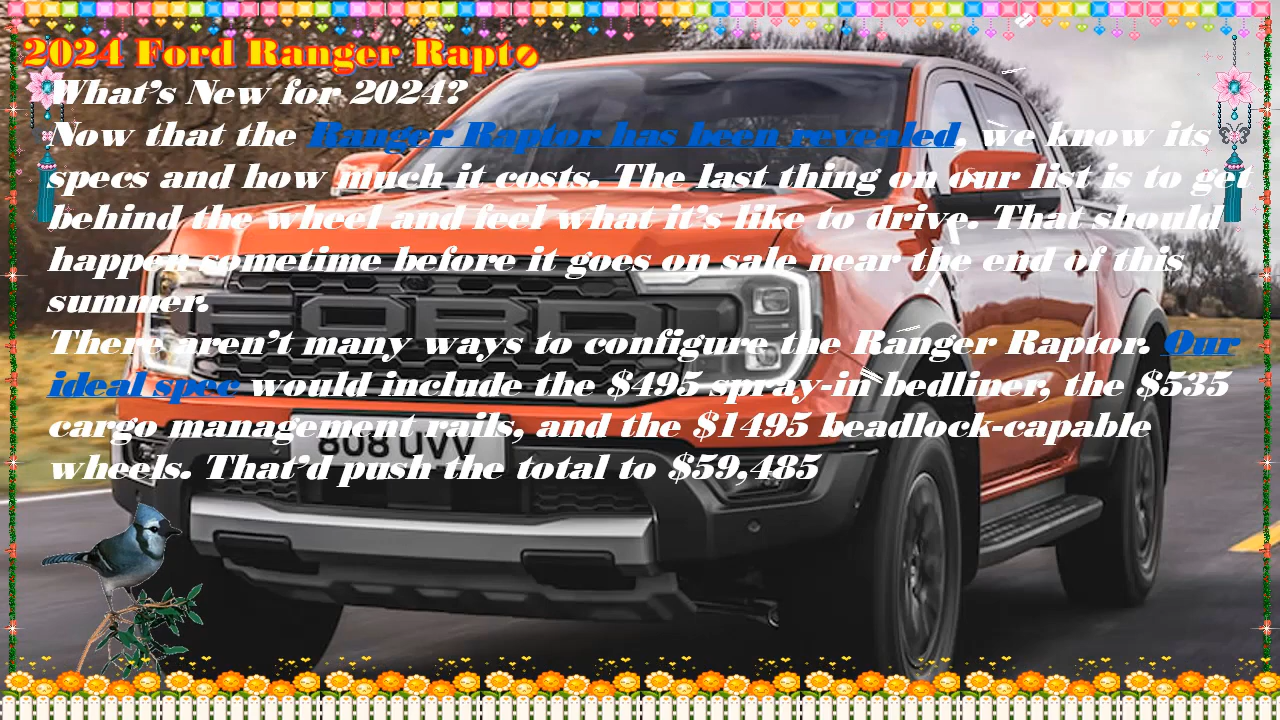 2024 Ford Ranger Rapto
What's New for 2024?
Now that the Ranger Raptor has been revealed, we know its
specs and how much it costs. The last thing on our list is to get
behind the wheel and feel what it's like to drive. That should
happen sometime before it goes on sale near the end of this
summer.
There aren't many ways to configure the Ranger Raptor. Our
ideal spec would include the $495 spray-in bedliner, the $535
cargo management rails, and the $1495 beadlock-capable
wheels. That'd push the total to $59,485
FORD
808 UVW